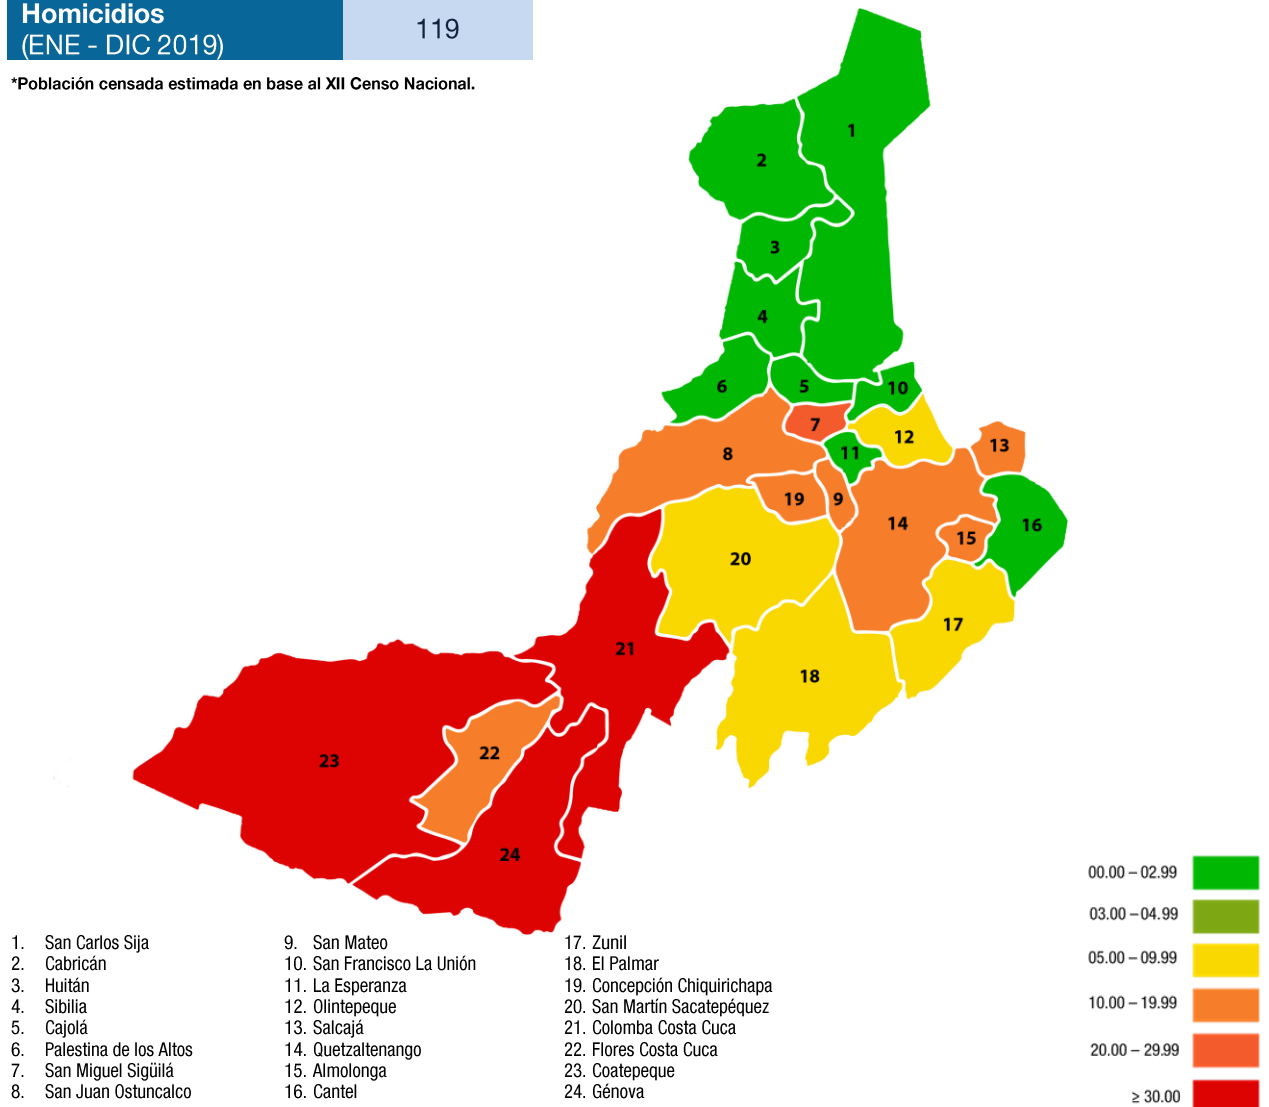 Homicidios
(ENE - DIC 2019)
119
*Población censada estimada en base al XII Censo Nacional.
1
2
3
4
5
6
7
8
9
10
11
12
13
14
15
16
17
18
19
20
21
22
23
24
00.00 – 02.99
03.00 – 04.99
05.00 – 09.99
10.00 – 19.99
20.00 – 29.99
≥ 30.00
1. San Carlos Sija
2. Cabricán
3. Huitán
4. Sibilia
5. Cajolá
6. Palestina de los Altos
7. San Miguel Sigüilá
8. San Juan Ostuncalco
9. San Mateo
10. San Francisco La Unión
11. La Esperanza
12. Olintepeque
13. Salcajá
14. Quetzaltenango
15. Almolonga
16. Cantel
17. Zunil
18. El Palmar
19. Concepción Chiquirichapa
20. San Martín Sacatepéquez
21. Colomba Costa Cuca
22. Flores Costa Cuca
23. Coatepeque
24. Génova